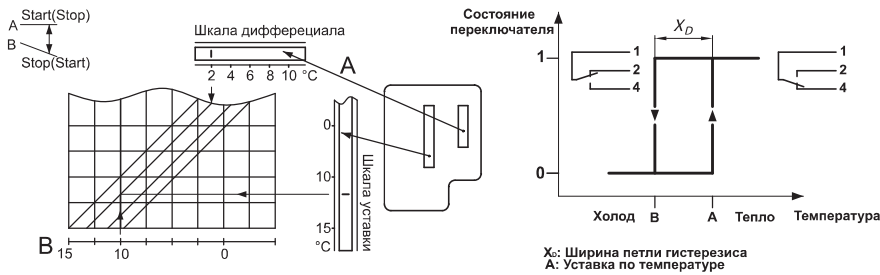 Start(Stop)
A
B
Stop(Start)
Шкала дифферециала
2 4 6 8 10 °C
A
0
10
15
°C
Шкала уставки
B
15 10 0
Состояние
переключателя
X_D
1
0
1
2
4
1
2
4
Холод B A Тепло Температура
X_D: Ширина петли гистерезиса
A: Уставка по температуре